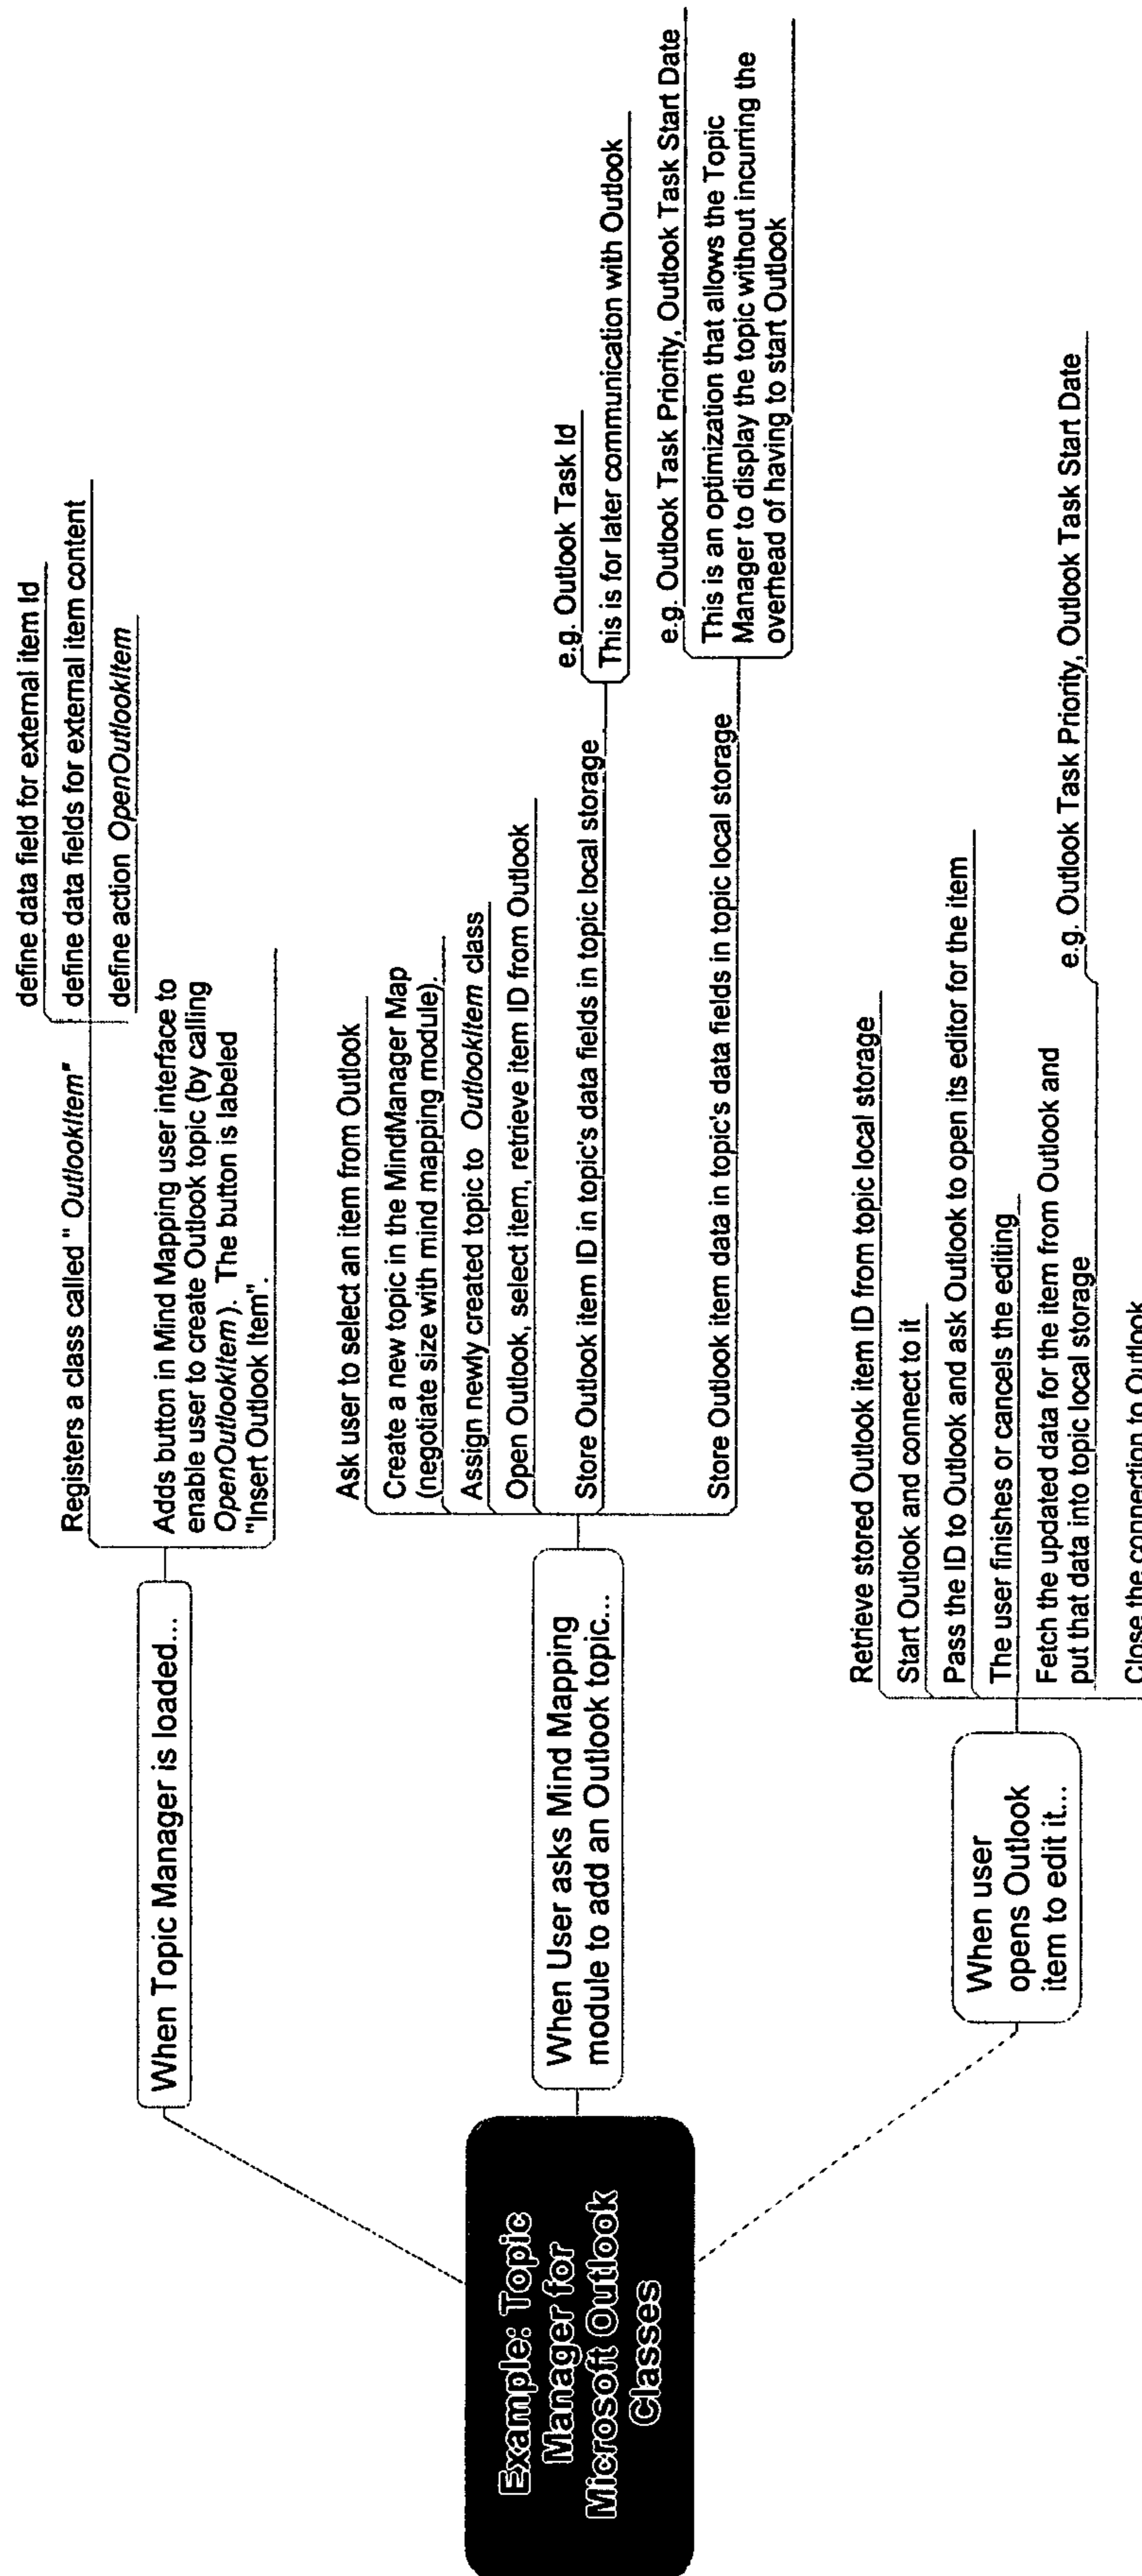 Example: Topic
Manager for
Microsoft Outlook
Classes
When Topic Manager is loaded...
Registers a class called " OutlookItem"
define data field for external item Id
define data fields for external item content
define action OpenOutlookItem
Adds button in Mind Mapping user interface to
enable user to create Outlook topic (by calling
OpenOutlookItem ).  The button is labeled
"Insert Outlook Item".
When User asks Mind Mapping
module to add an Outlook topic...
Ask user to select an item from Outlook
Create a new topic in the MindManager Map
(negotiate size with mind mapping module).
Assign newly created topic to OutlookItem class
Open Outlook, select item, retrieve item ID from Outlook
Store Outlook item ID in topic's data fields in topic local storage
e.g. Outlook Task Id
This is for later communication with Outlook
Store Outlook item data in topic's data fields in topic local storage
e.g. Outlook Task Priority, Outlook Task Start Date
This is an optimization that allows the Topic
Manager to display the topic without incurring the
overhead of having to start Outlook
When user
opens Outlook
item to edit it...
Retrieve stored Outlook item ID from topic local storage
Start Outlook and connect to it
Pass the ID to Outlook and ask Outlook to open its editor for the item
The user finishes or cancels the editing
Fetch the updated data for the item from Outlook and
put that data into topic local storage
e.g. Outlook Task Priority, Outlook Task Start Date
Close the connection to Outlook